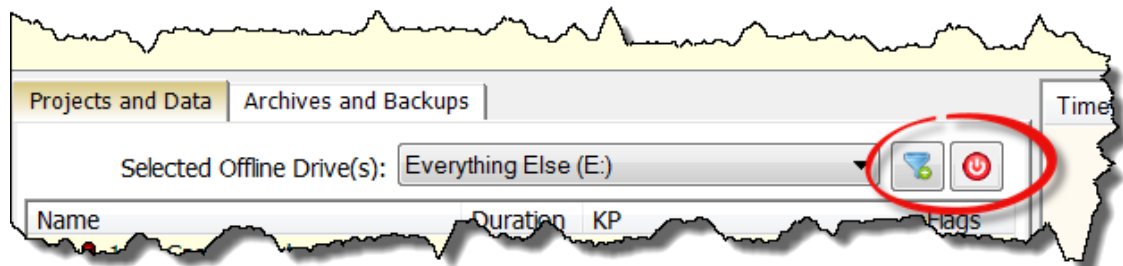 Projects and Data Archives and Backups
Time
Selected Offline Drive(s): Everything Else (E:)
Name Duration KP Flags